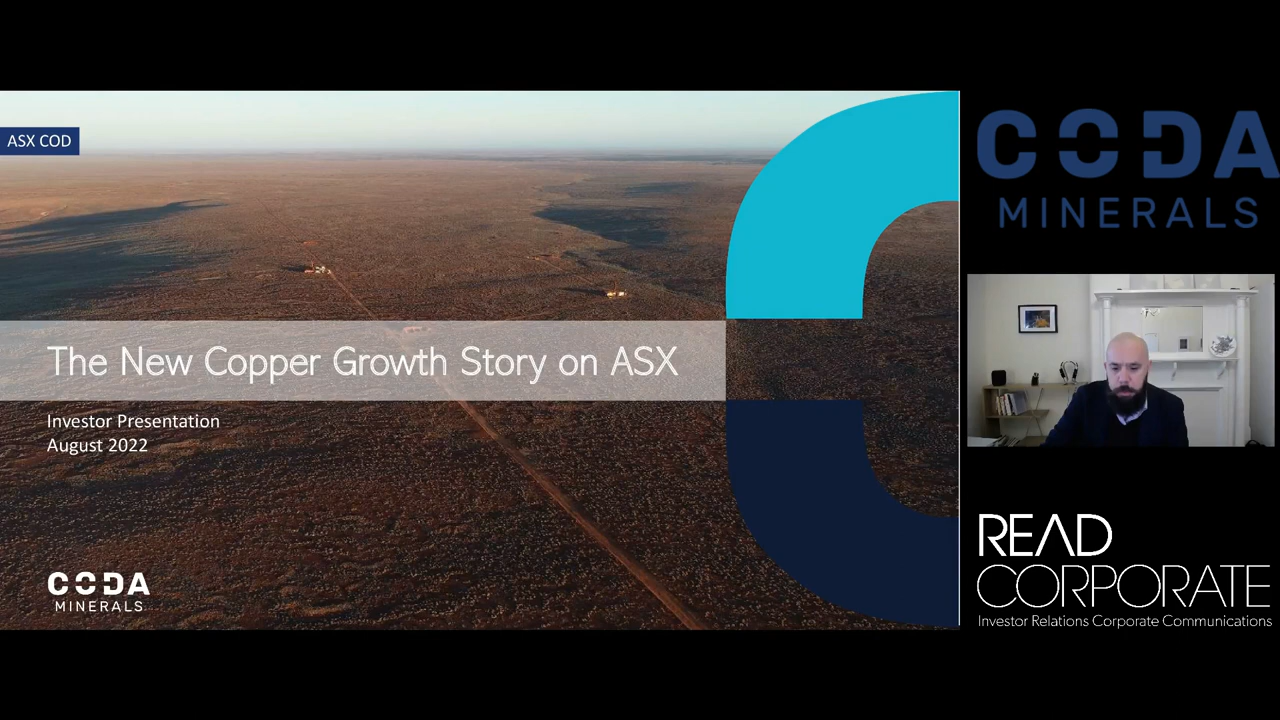 ASX COD
The New Copper Growth Story on ASX
Investor Presentation
August 2022
CODA
MINERALS
CODA
MINERALS
READ
CORPORATE
Investor Relations Corporate Communications